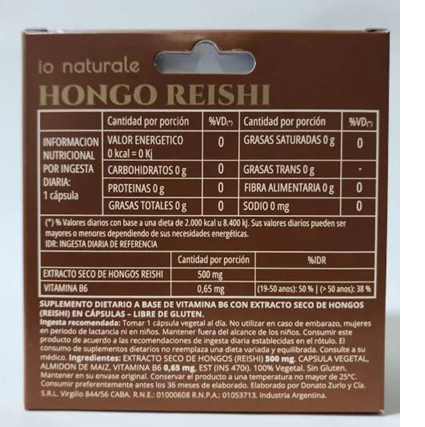 io naturale
HONGO REISHI
INFORMACION NUTRICIONAL POR INGESTA DIARIA: 1 cápsula
Cantidad por porción %VD(*) Cantidad por porción %VD(*)
VALOR ENERGETICO 0 kcal = 0 Kj 0 GRASAS SATURADAS 0 g 0
CARBOHIDRATOS 0 g 0 GRASAS TRANS 0 g -
PROTEINAS 0 g 0 FIBRA ALIMENTARIA 0 g 0
GRASAS TOTALES 0 g 0 SODIO 0 mg 0
(*) % Valores diarios con base a una dieta de 2.000 kcal u 8.400 kJ. Sus valores diarios pueden ser
mayores o menores dependiendo de sus necesidades energéticas.
IDR: INGESTA DIARIA DE REFERENCIA
Cantidad por porción %IDR
EXTRACTO SECO DE HONGOS REISHI 500 mg
VITAMINA B6 0,65 mg (19-50 anos): 50 % | (> 50 anos): 38 %
SUPLEMENTO DIETARIO A BASE DE VITAMINA B6 CON EXTRACTO SECO DE HONGOS
(REISHI) EN CÁPSULAS – LIBRE DE GLUTEN.
Ingesta recomendada: Tomar 1 cápsula vegetal al día. No utilizar en caso de embarazo, mujeres
en período de lactancia ni en niños. Mantener fuera del alcance de los niños. Consumir este
producto de acuerdo a las recomendaciones de ingesta diaria establecidas en el rótulo. El
consumo de suplementos dietarios no reemplaza una dieta variada y equilibrada. Consulte a su
médico. Ingredientes: EXTRACTO SECO DE HONGOS (REISHI) 500 mg, CAPSULA VEGETAL,
ALMIDON DE MAIZ, VITAMINA B6 0,65 mg, EST (INS 470i). 100% Vegetal. Sin Gluten.
Mantener en su envase original. Conservar el producto a una temperatura no mayor de 25°C.
Consumir preferentemente antes los 36 meses de elaborado. Elaborado por Donato Zurlo y Cía.
S.R.L. Virgilio 844/56 CABA. R.N.E.: 01000608 R.N.P.A.: 01053713. Industria Argentina.